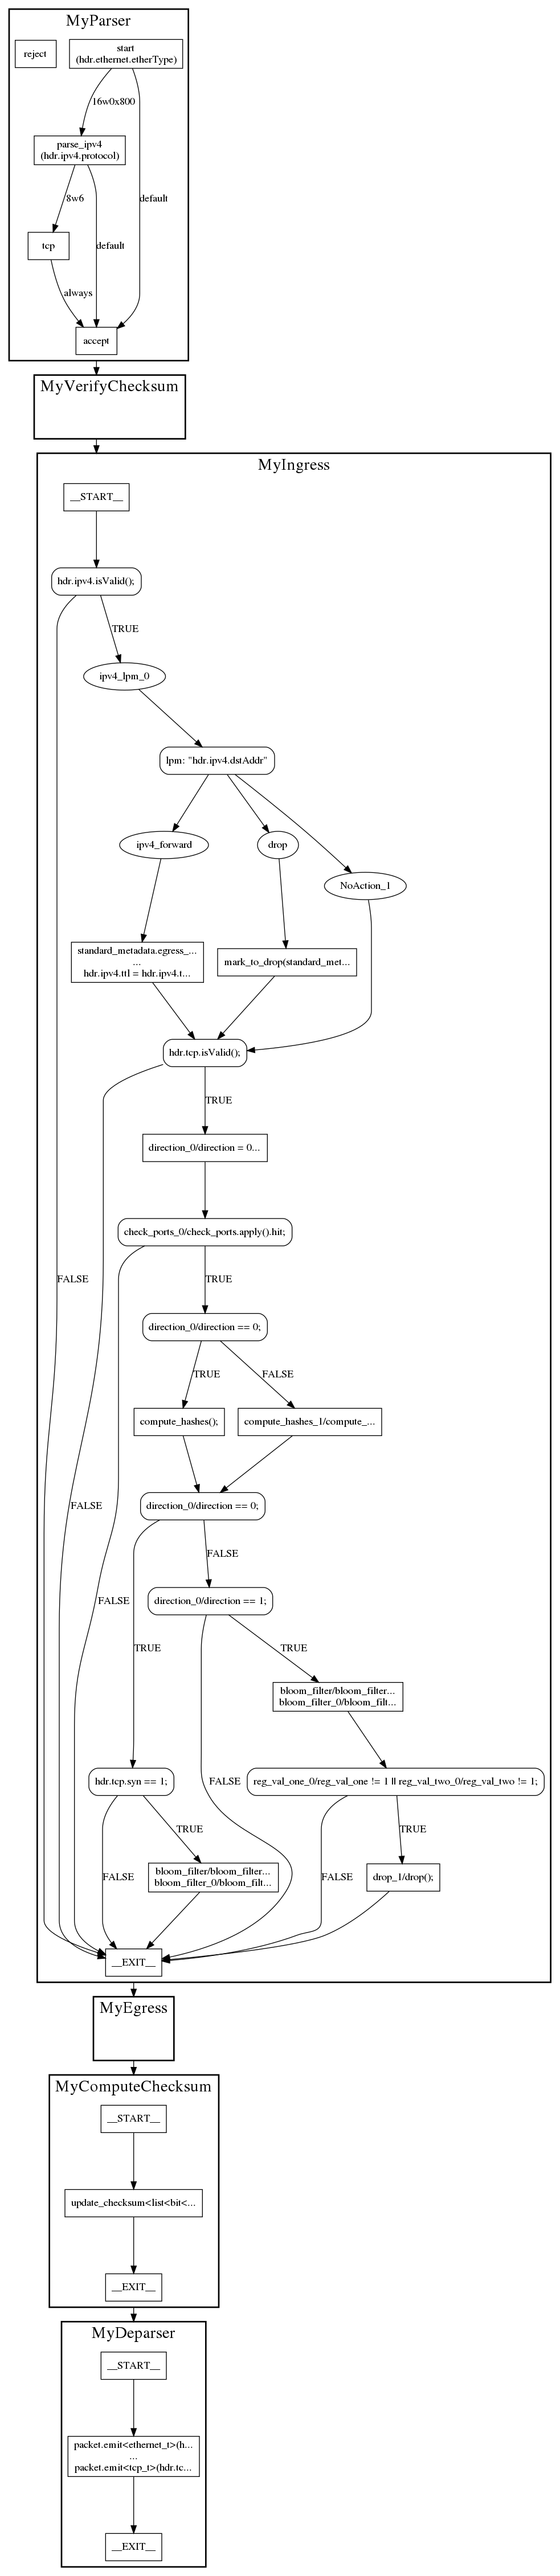 MyParser
reject
start
(hdr.ethernet.etherType)
16w0x800
parse_ipv4
(hdr.ipv4.protocol)
default
8w6
tcp
default
always
accept
MyVerifyChecksum
MyIngress
__START__
hdr.ipv4.isValid();
TRUE
ipv4_lpm_0
lpm: "hdr.ipv4.dstAddr"
ipv4_forward
drop
NoAction_1
standard_metadata.egress_...
...
hdr.ipv4.ttl = hdr.ipv4.t...
mark_to_drop(standard_met...
hdr.tcp.isValid();
TRUE
direction_0/direction = 0...
check_ports_0/check_ports.apply().hit;
FALSE
TRUE
direction_0/direction == 0;
TRUE
FALSE
compute_hashes();
compute_hashes_1/compute_...
direction_0/direction == 0;
FALSE
FALSE
FALSE
direction_0/direction == 1;
TRUE
TRUE
bloom_filter/bloom_filter...
bloom_filter_0/bloom_filt...
hdr.tcp.syn == 1;
FALSE
reg_val_one_0/reg_val_one != 1 || reg_val_two_0/reg_val_two != 1;
TRUE
FALSE
FALSE
TRUE
bloom_filter/bloom_filter...
bloom_filter_0/bloom_filt...
drop_1/drop();
__EXIT__
MyEgress
MyComputeChecksum
__START__
update_checksum<list<bit<...
__EXIT__
MyDeparser
__START__
packet.emit<ethernet_t>(h...
...
packet.emit<tcp_t>(hdr.tc...
__EXIT__